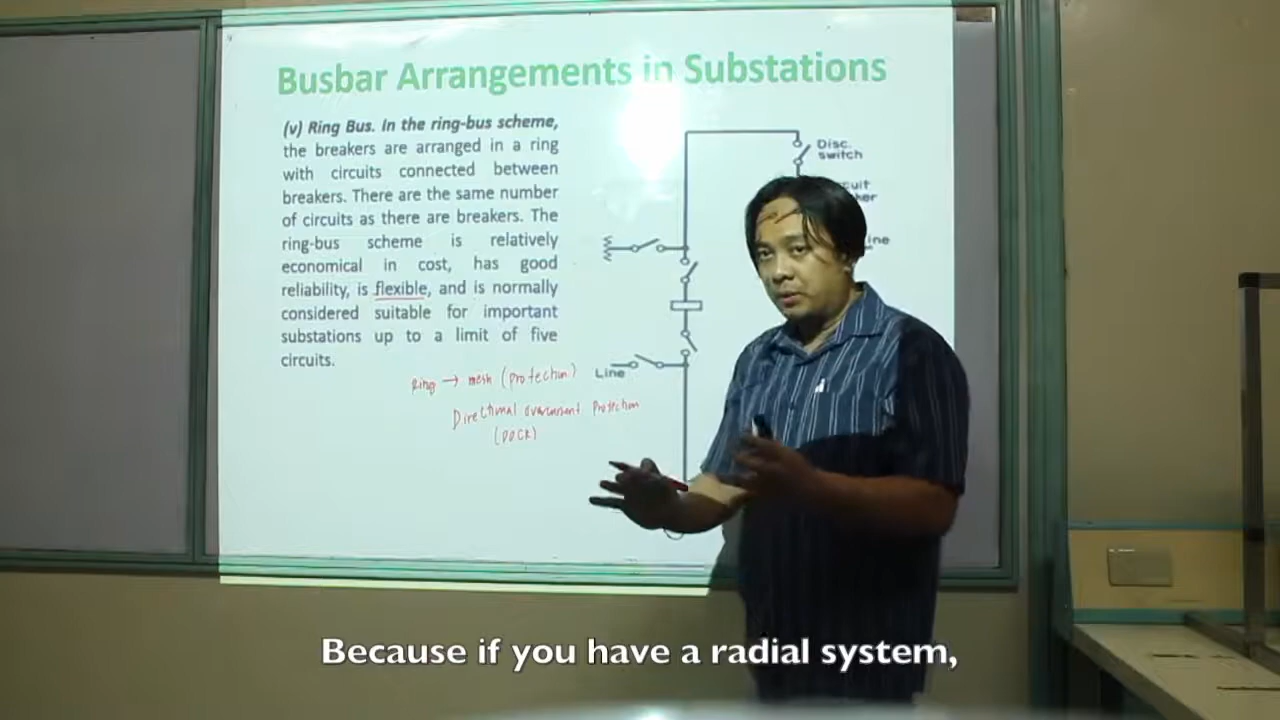 Busbar Arrangements in Substations
(v) Ring Bus. In the ring-bus scheme,
the breakers are arranged in a ring
with circuits connected between
breakers. There are the same number
of circuits as there are breakers. The
ring-bus scheme is relatively
economical in cost, has good
reliability, is flexible, and is normally
considered suitable for important
substations up to a limit of five
circuits.
Disc.
switch
Line
Ring → mesh (protection)
Directional overcurrent Protection
Because if you have a radial system,